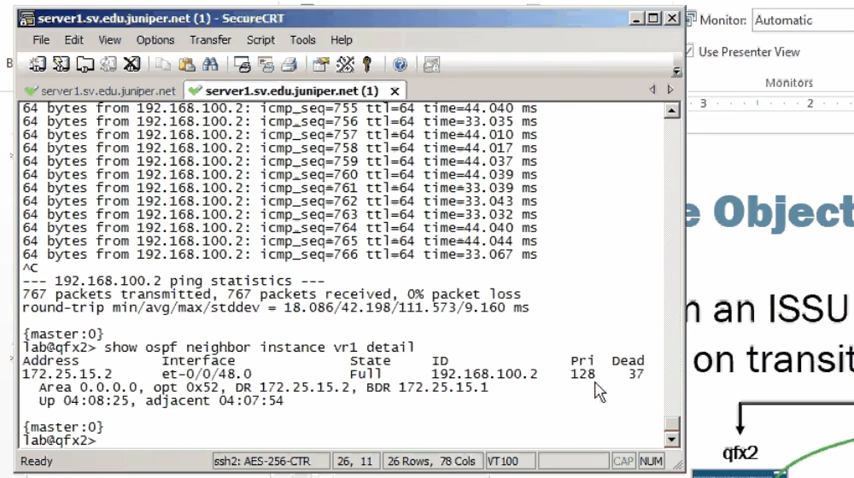 server1.sv.edu.juniper.net (1) - SecureCRT
File Edit View Options Transfer Script Tools Help
server1.sv.edu.juniper.net
server1.sv.edu.juniper.net (1)
64 bytes from 192.168.100.2: icmp_seq=755 ttl=64 time=44.040 ms
64 bytes from 192.168.100.2: icmp_seq=756 ttl=64 time=33.035 ms
64 bytes from 192.168.100.2: icmp_seq=757 ttl=64 time=44.010 ms
64 bytes from 192.168.100.2: icmp_seq=758 ttl=64 time=44.017 ms
64 bytes from 192.168.100.2: icmp_seq=759 ttl=64 time=44.037 ms
64 bytes from 192.168.100.2: icmp_seq=760 ttl=64 time=44.039 ms
64 bytes from 192.168.100.2: icmp_seq=761 ttl=64 time=33.039 ms
64 bytes from 192.168.100.2: icmp_seq=762 ttl=64 time=33.043 ms
64 bytes from 192.168.100.2: icmp_seq=763 ttl=64 time=33.032 ms
64 bytes from 192.168.100.2: icmp_seq=764 ttl=64 time=44.040 ms
64 bytes from 192.168.100.2: icmp_seq=765 ttl=64 time=44.044 ms
64 bytes from 192.168.100.2: icmp_seq=766 ttl=64 time=33.067 ms
^C
--- 192.168.100.2 ping statistics ---
767 packets transmitted, 767 packets received, 0% packet loss
round-trip min/avg/max/stddev = 18.086/42.198/111.573/9.160 ms
{master:0}
lab@qfx2> show ospf neighbor instance vr1 detail
Address Interface State ID Pri Dead
172.25.15.2 et-0/0/48.0 Full 192.168.100.2 128 37
Area 0.0.0.0, opt 0x52, DR 172.25.15.2, BDR 172.25.15.1
Up 04:08:25, adjacent 04:07:54
{master:0}
lab@qfx2>
Ready ssh2: AES-256-CTR 26, 11 26 Rows, 78 Cols VT100 CAP NUM
Monitor: Automatic
Use Presenter View
Monitors
3 2
e Object
m an ISSU
on transit
qfx2